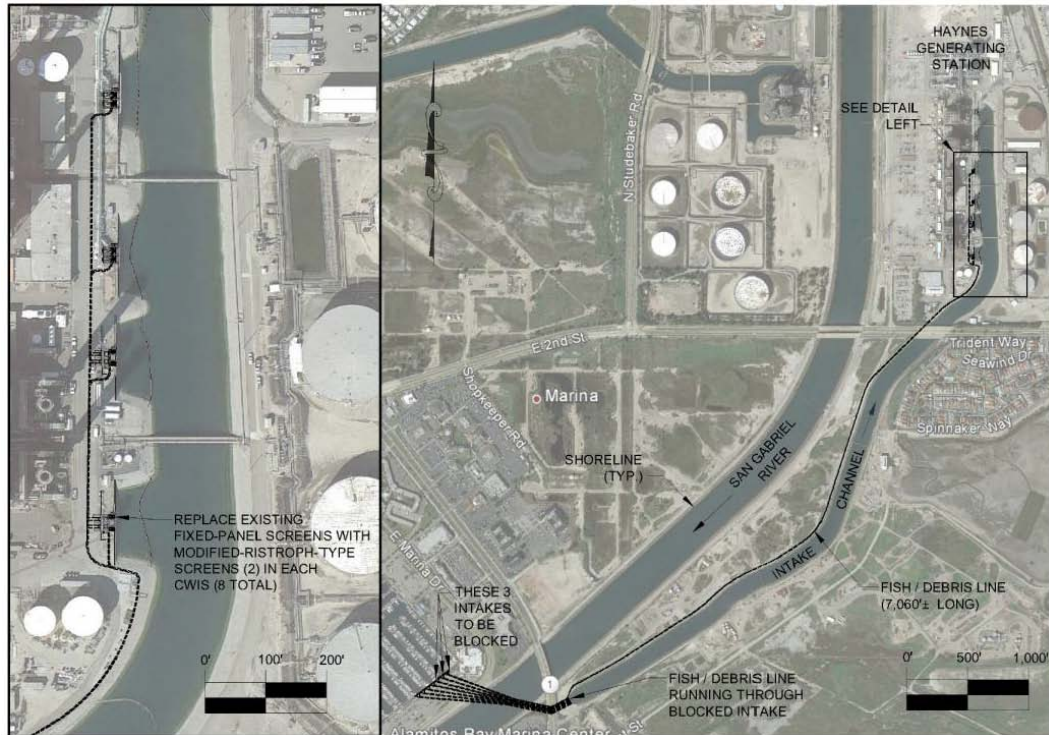 REPLACE EXISTING
FIXED-PANEL SCREENS WITH
MODIFIED-RISTROPH-TYPE
SCREENS (2) IN EACH
CWIS (8 TOTAL)
0' 100' 200'
HAYNES
GENERATING
STATION
SEE DETAIL
LEFT
N Studebaker Rd
E 2nd St
Shopkeeper Rd
Marina
Trident Way
Seawind Dr
Spinnaker Way
SHORELINE
(TYP.)
SAN GABRIEL
RIVER
INTAKE CHANNEL
E Marina Dr
THESE 3
INTAKES
TO BE
BLOCKED
FISH / DEBRIS LINE
(7,060'± LONG)
1
FISH / DEBRIS LINE
RUNNING THROUGH
BLOCKED INTAKE
0' 500' 1,000'
Alamitos Bay Marina Center